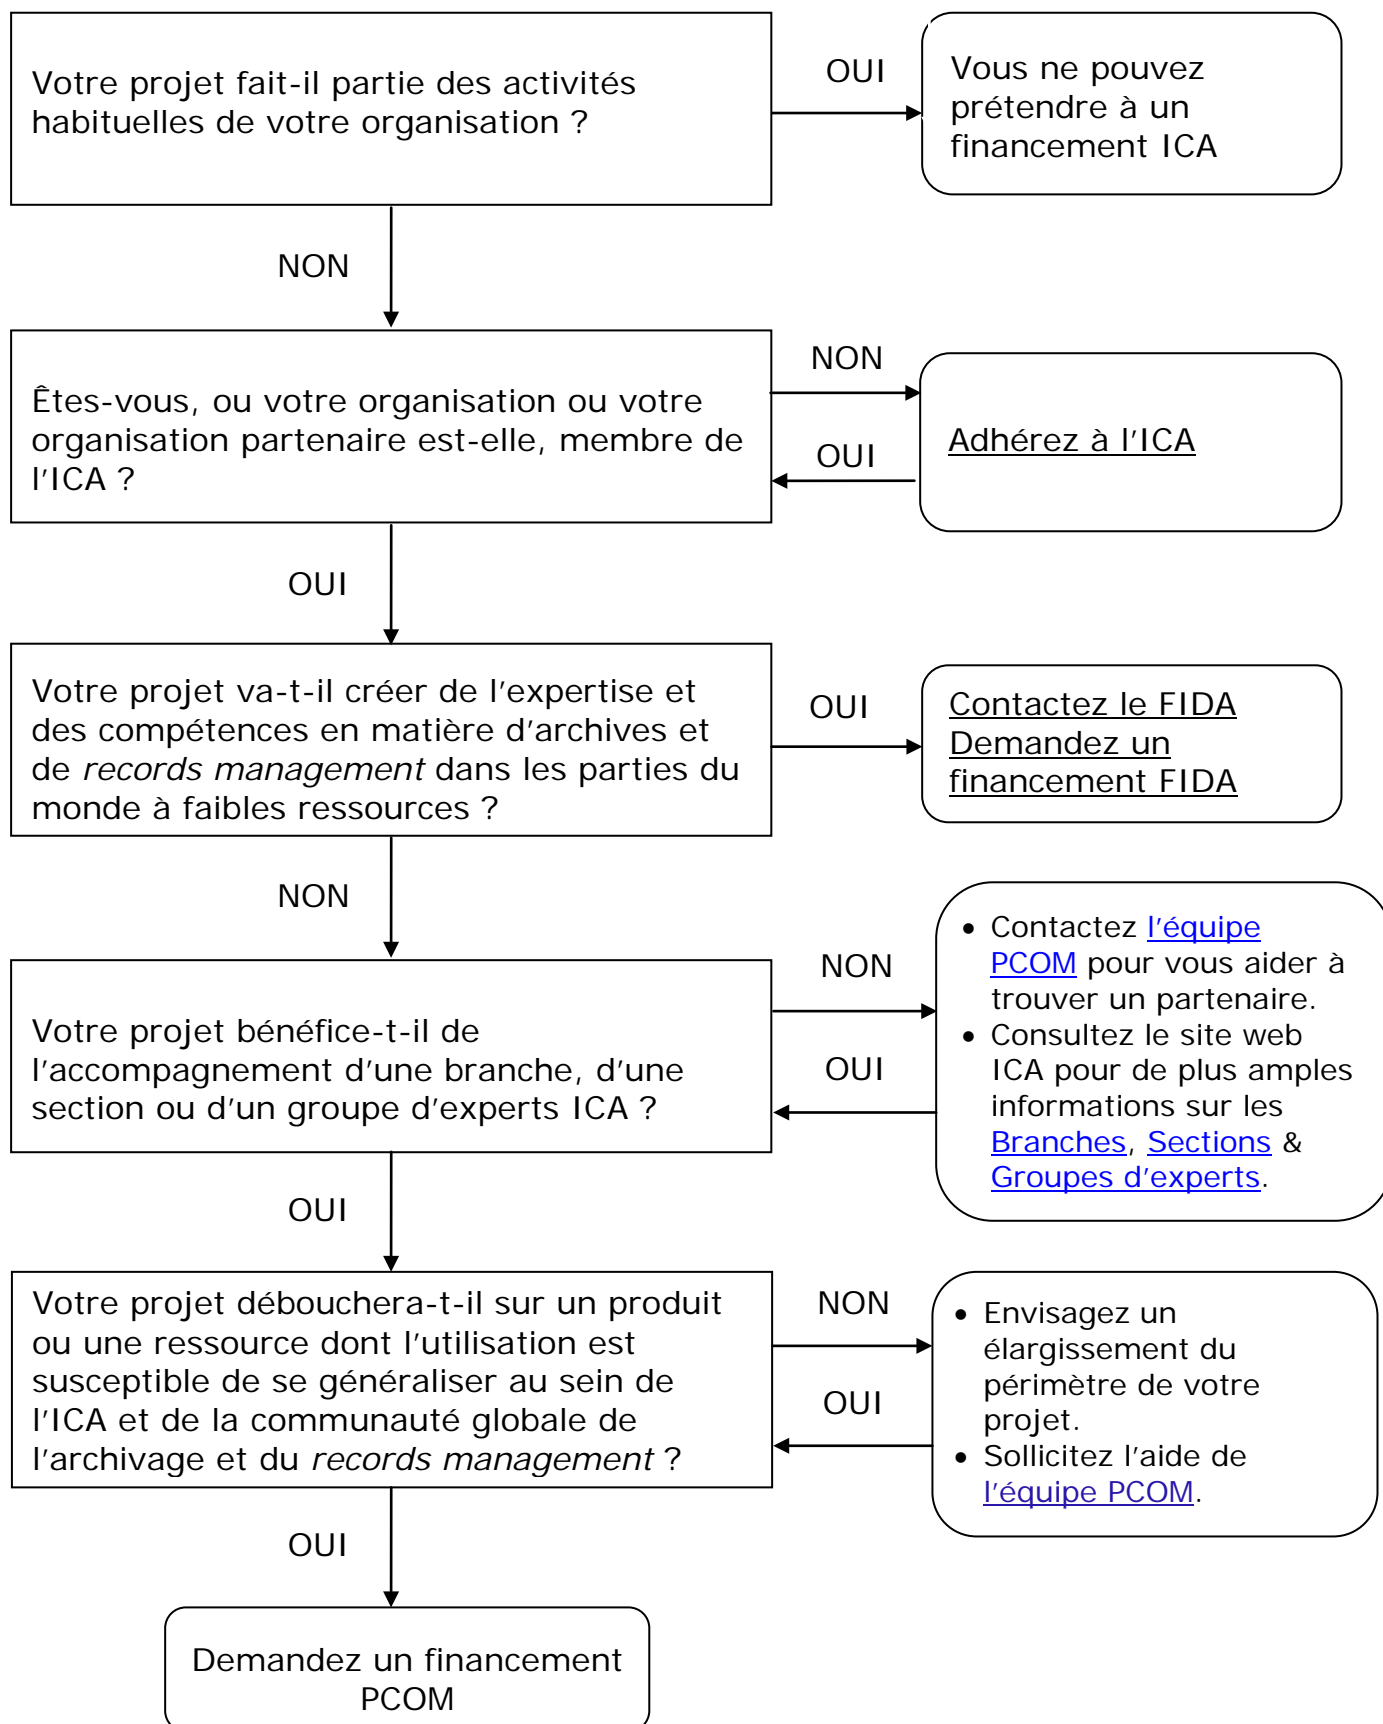 Votre projet fait-il partie des activités
habituelles de votre organisation ?
OUI
Vous ne pouvez
prétendre à un
financement ICA
NON
Êtes-vous, ou votre organisation ou votre
organisation partenaire est-elle, membre de
l'ICA ?
NON
OUI
Adhérez à l'ICA
OUI
Votre projet va-t-il créer de l'expertise et
des compétences en matière d'archives et
de records management dans les parties du
monde à faibles ressources ?
OUI
Contactez le FIDA
Demandez un
financement FIDA
NON
Votre projet bénéfice-t-il de
l'accompagnement d'une branche, d'une
section ou d'un groupe d'experts ICA ?
NON
OUI
• Contactez l'équipe
PCOM pour vous aider à
trouver un partenaire.
• Consultez le site web
ICA pour de plus amples
informations sur les
Branches, Sections &
Groupes d'experts.
OUI
Votre projet débouchera-t-il sur un produit
ou une ressource dont l'utilisation est
susceptible de se généraliser au sein de
l'ICA et de la communauté globale de
l'archivage et du records management ?
NON
OUI
• Envisagez un
élargissement du
périmètre de votre
projet.
• Sollicitez l'aide de
l'équipe PCOM.
OUI
Demandez un financement
PCOM